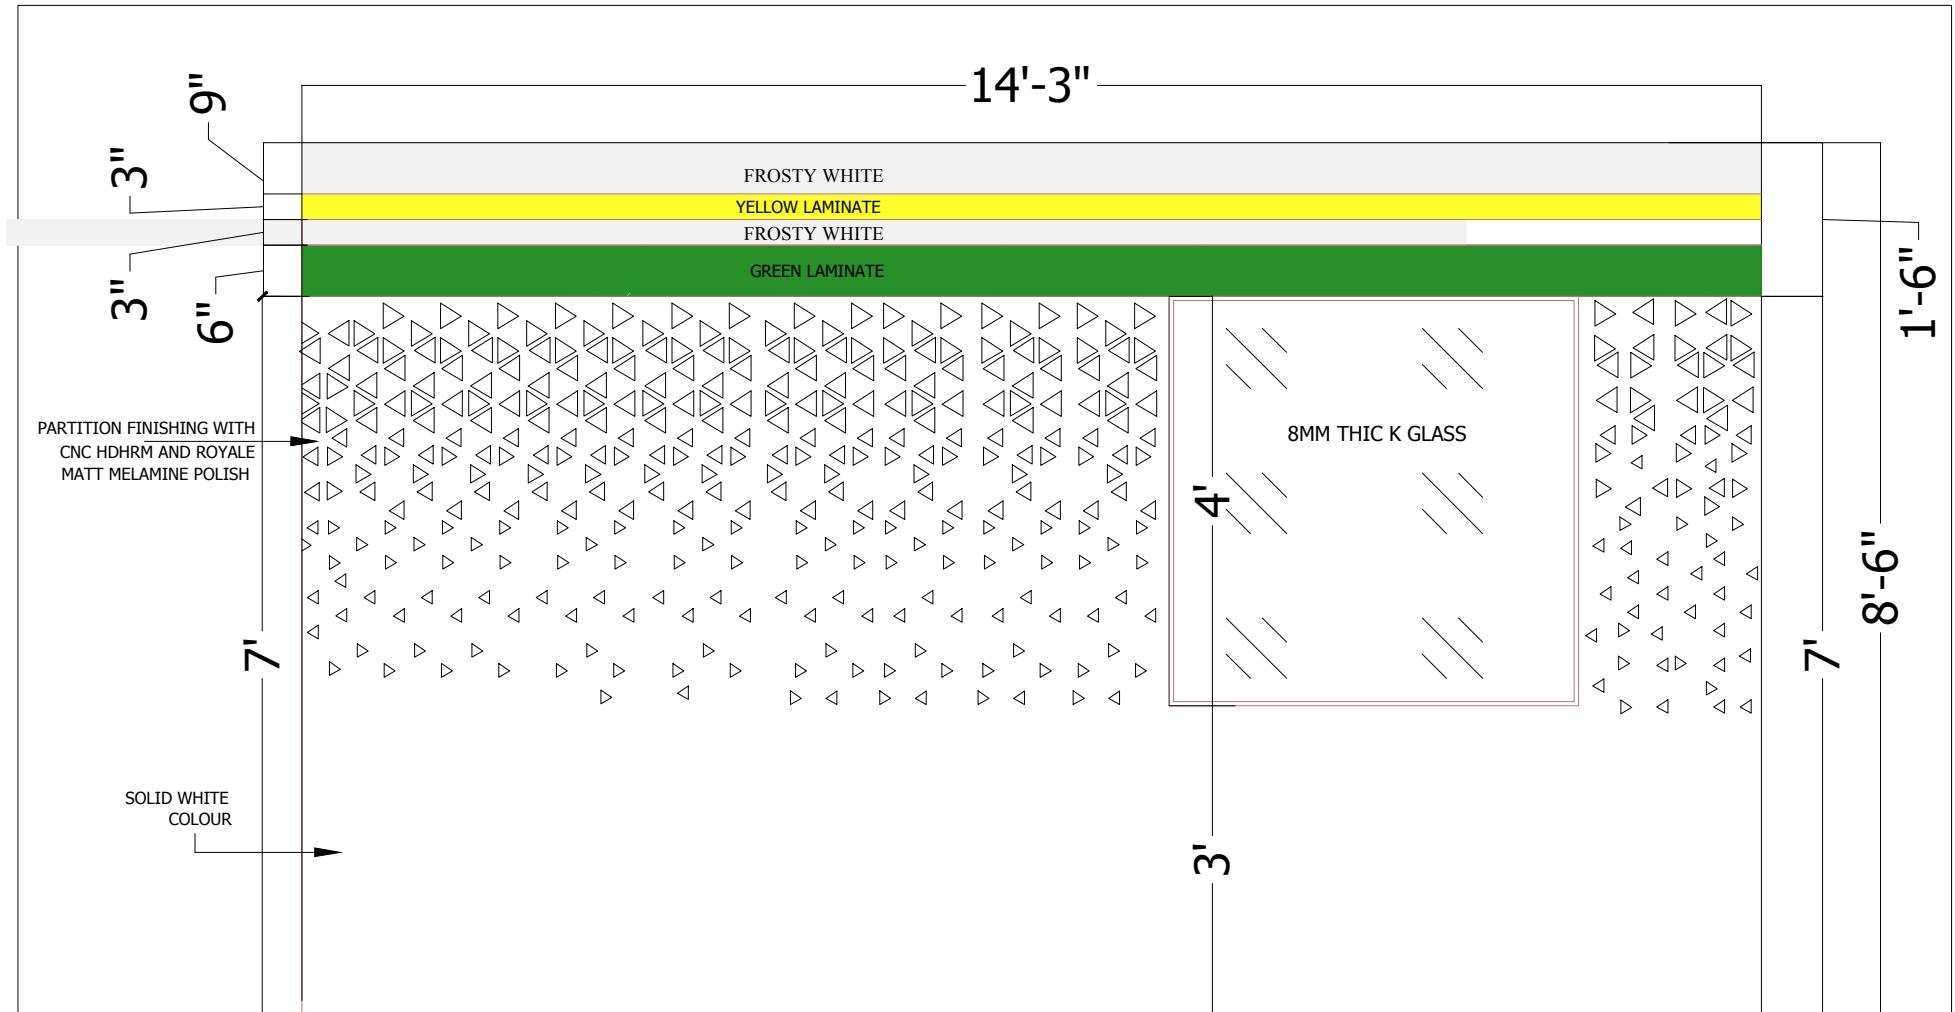 14'-3"
9"
3"
3"
6"
FROSTY WHITE
YELLOW LAMINATE
FROSTY WHITE
GREEN LAMINATE
1'-6"
8'-6"
7'
7'
PARTITION FINISHING WITH
CNC HDHRM AND ROYALE
MATT MELAMINE POLISH
8MM THIC K GLASS
4'
3'
SOLID WHITE
COLOUR